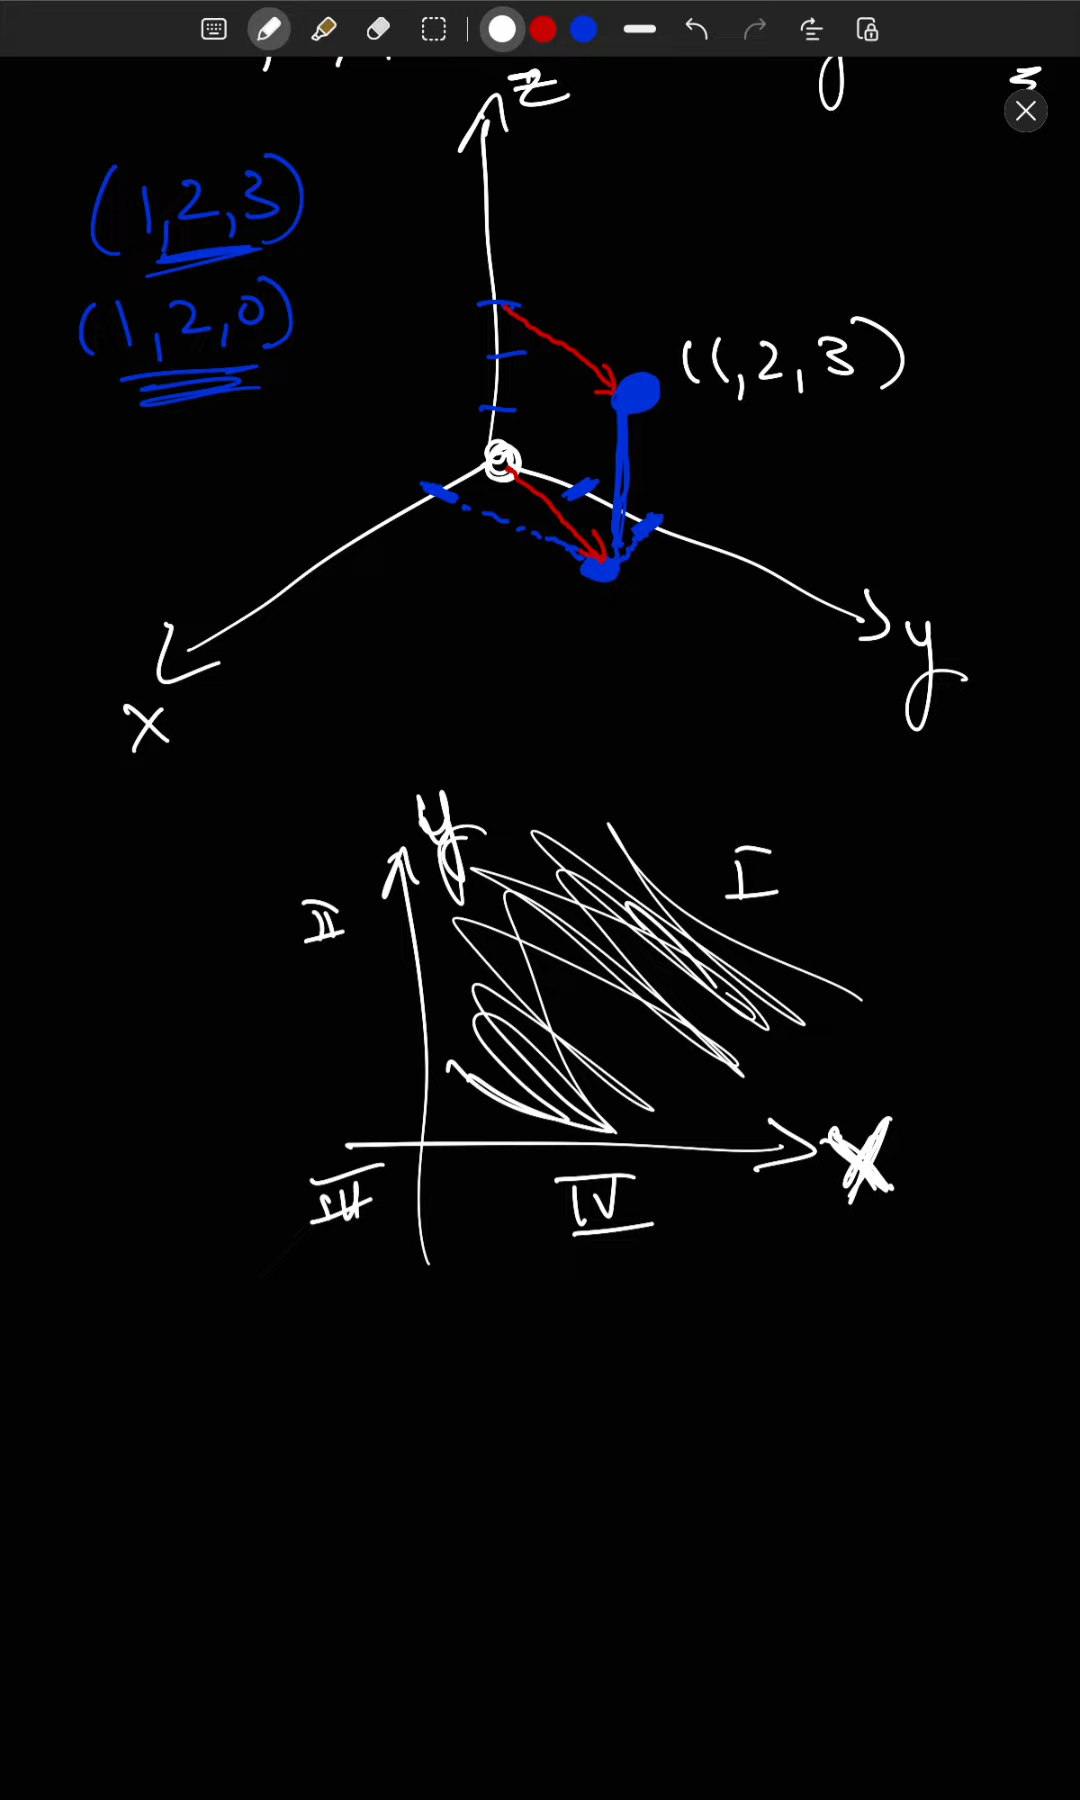 y z
z
(1,2,3)
(1,2,0)
(1,2,3)
x
y
y
I
II
x
III
IV